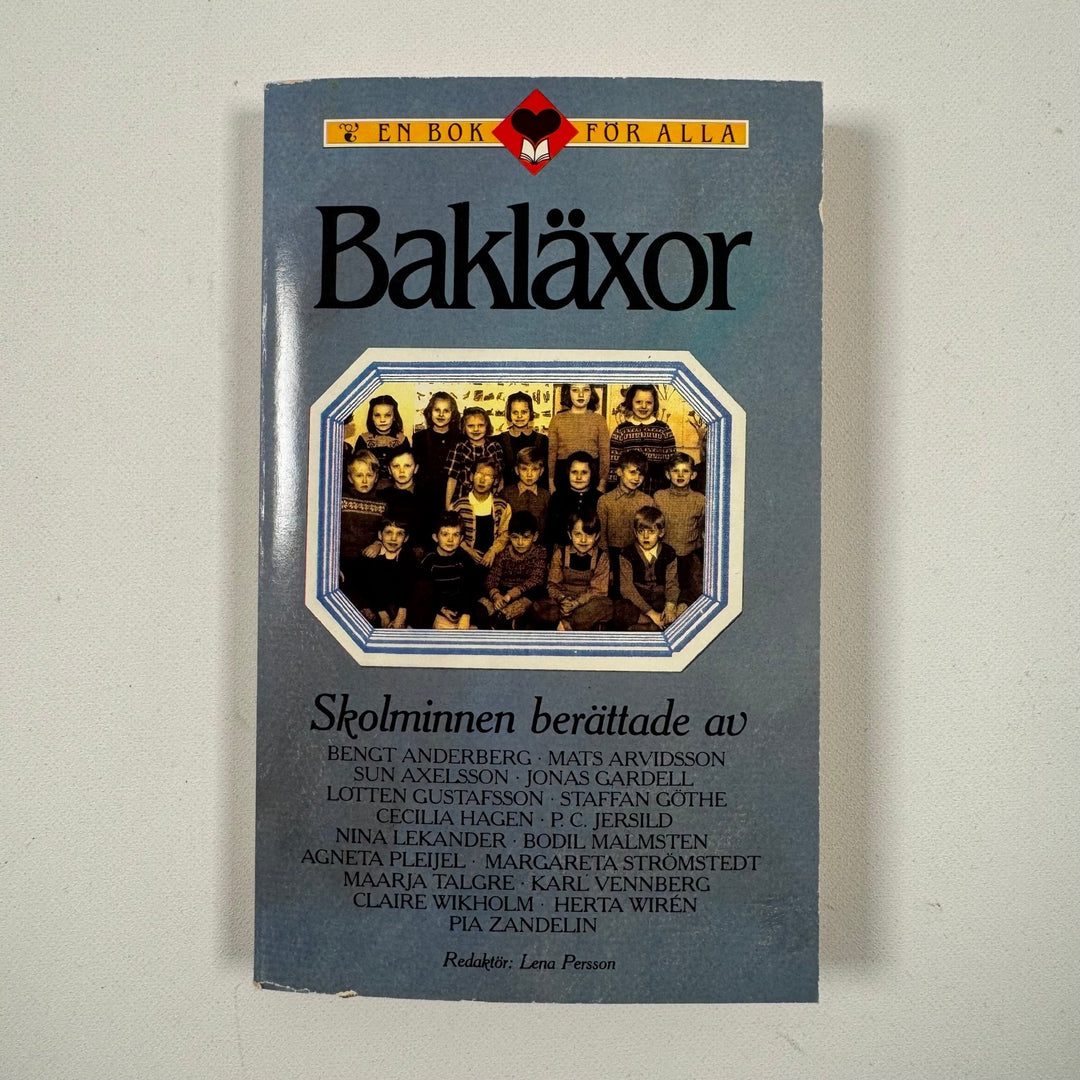 EN BOK FÖR ALLA
Bakläxor
Skolminnen berättade av
BENGT ANDERBERG · MATS ARVIDSSON
SUN AXELSSON · JONAS GARDELL
LOTTEN GUSTAFSSON · STAFFAN GÖTHE
CECILIA HAGEN · P. C. JERSILD
NINA LEKANDER · BODIL MALMSTEN
AGNETA PLEIJEL · MARGARETA STRÖMSTEDT
MAARJA TALGRE · KARL VENNBERG
CLAIRE WIKHOLM · HERTA WIRÉN
PIA ZANDELIN
Redaktör: Lena Persson